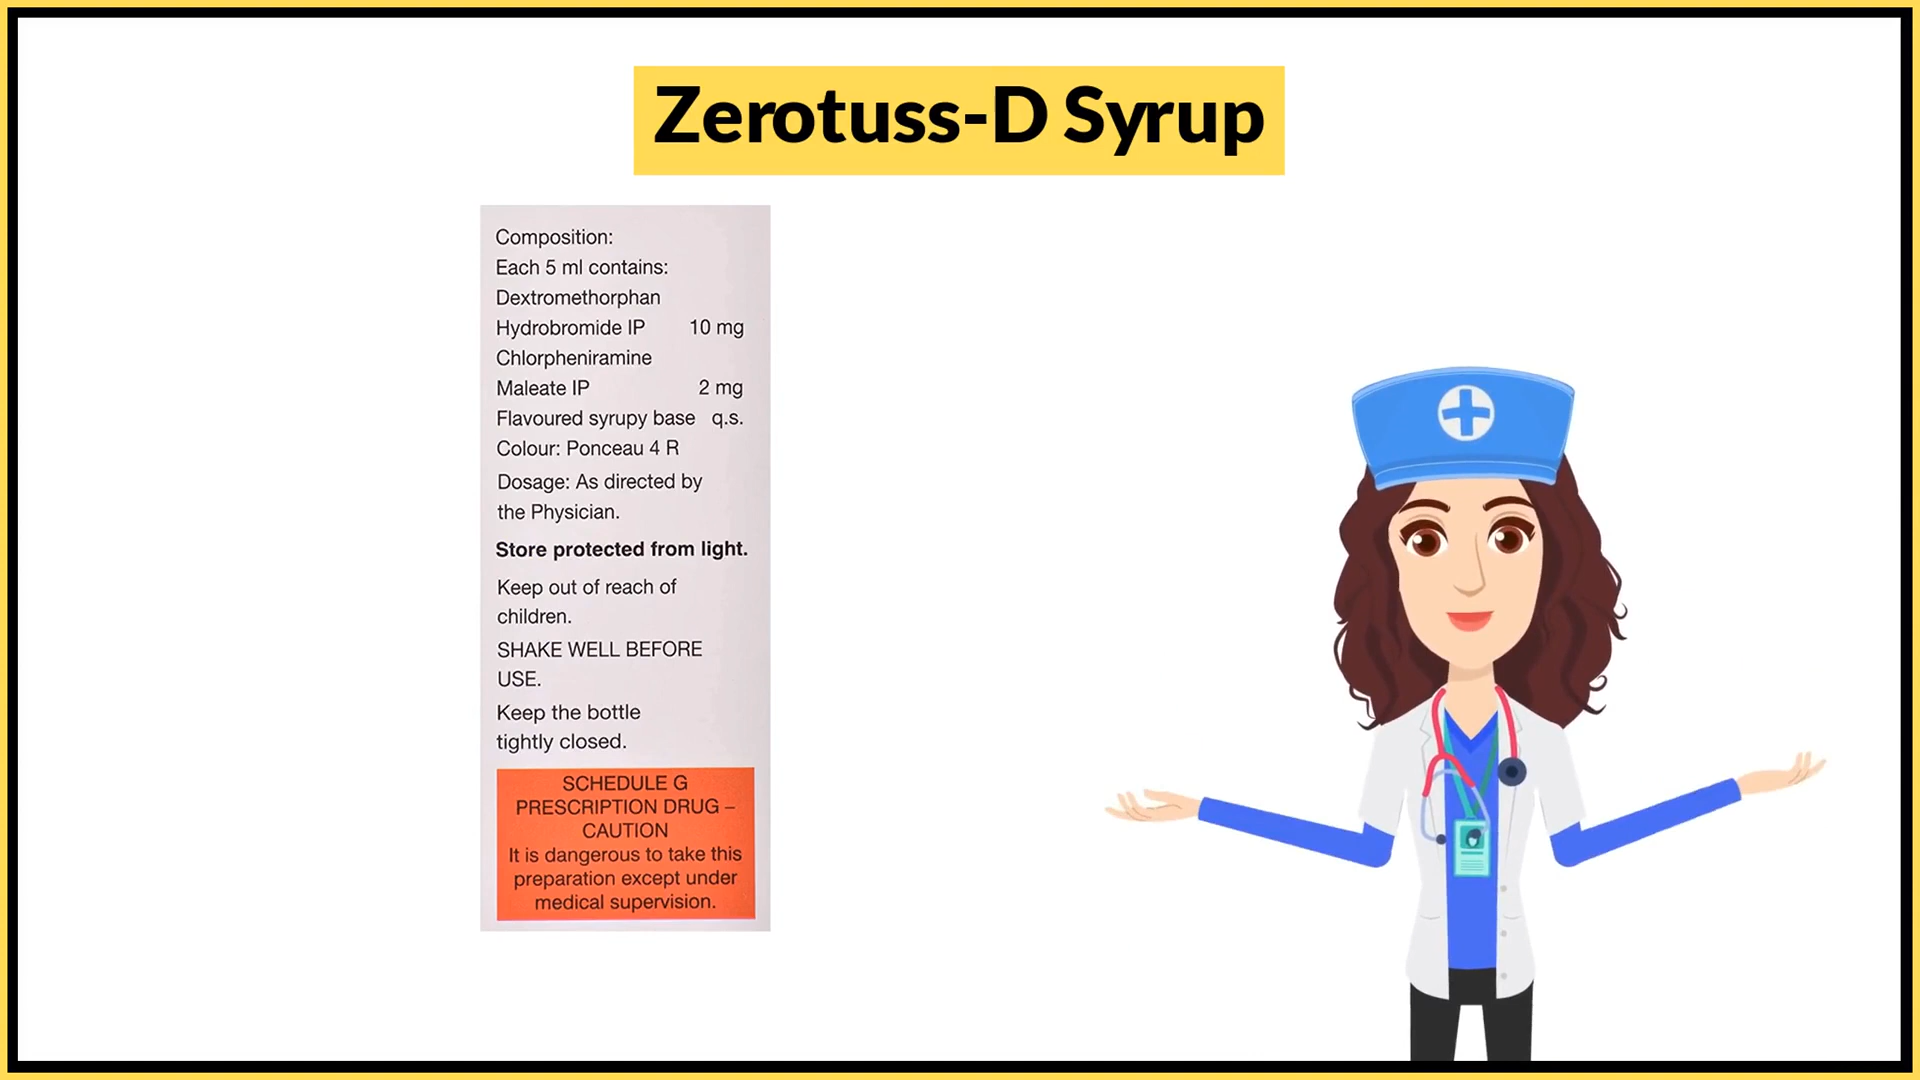 Zerotuss-D Syrup
Composition:
Each 5 ml contains:
Dextromethorphan
Hydrobromide IP 10 mg
Chlorpheniramine
Maleate IP 2 mg
Flavoured syrupy base q.s.
Colour: Ponceau 4 R
Dosage: As directed by
the Physician.
Store protected from light.
Keep out of reach of
children.
SHAKE WELL BEFORE
USE.
Keep the bottle
tightly closed.
SCHEDULE G
PRESCRIPTION DRUG –
CAUTION
It is dangerous to take this
preparation except under
medical supervision.